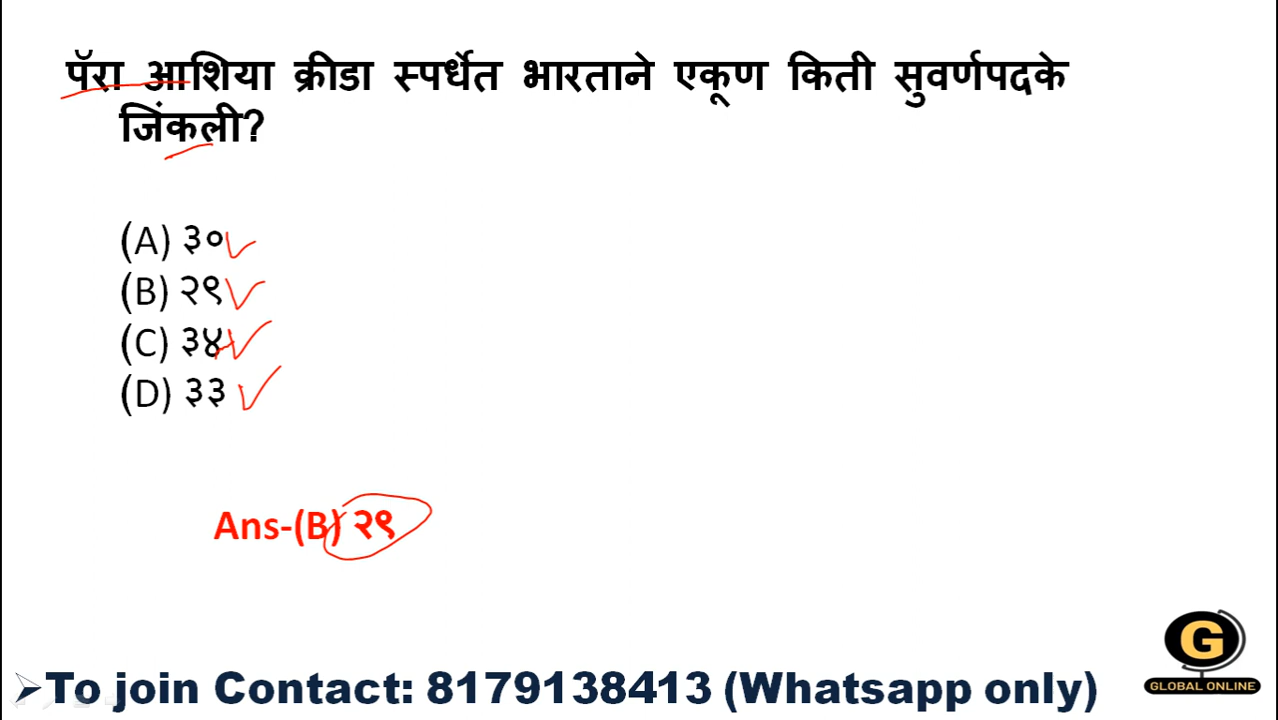 पॅरा आशिया क्रीडा स्पर्धेत भारताने एकूण किती सुवर्णपदके
जिंकली?
(A) ३०
(B) २९
(C) ३४
(D) ३३
Ans-(B) २९
To join Contact: 8179138413 (Whatsapp only)
G
GLOBAL ONLINE